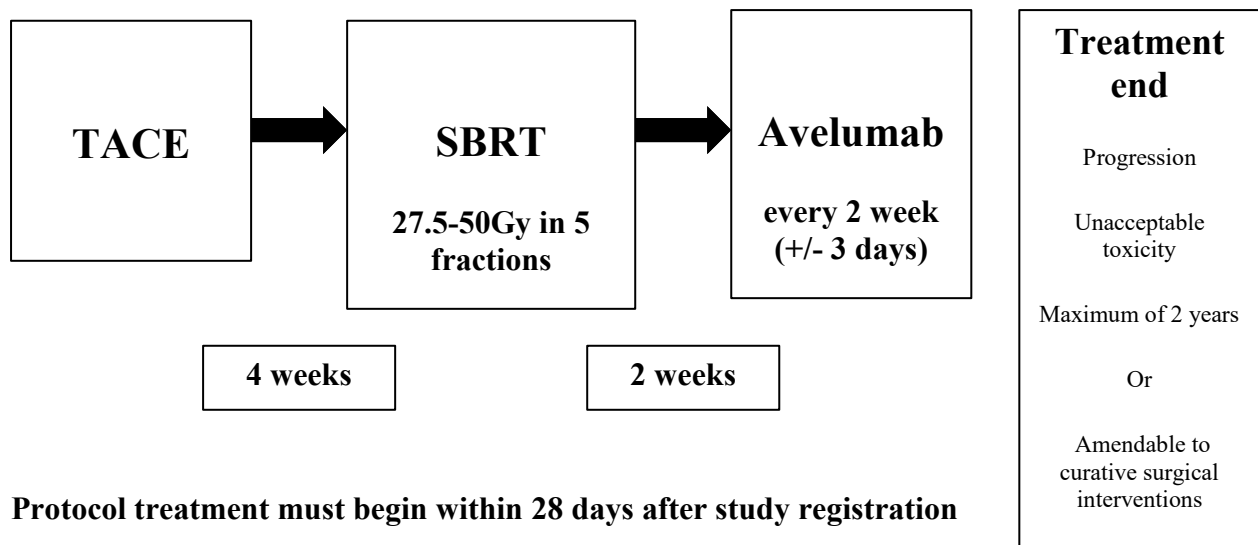 TACE
SBRT
27.5-50Gy in 5
fractions
Avelumab
every 2 week
(+/- 3 days)
4 weeks
2 weeks
Protocol treatment must begin within 28 days after study registration
Treatment
end
Progression
Unacceptable
toxicity
Maximum of 2 years
Or
Amendable to
curative surgical
interventions